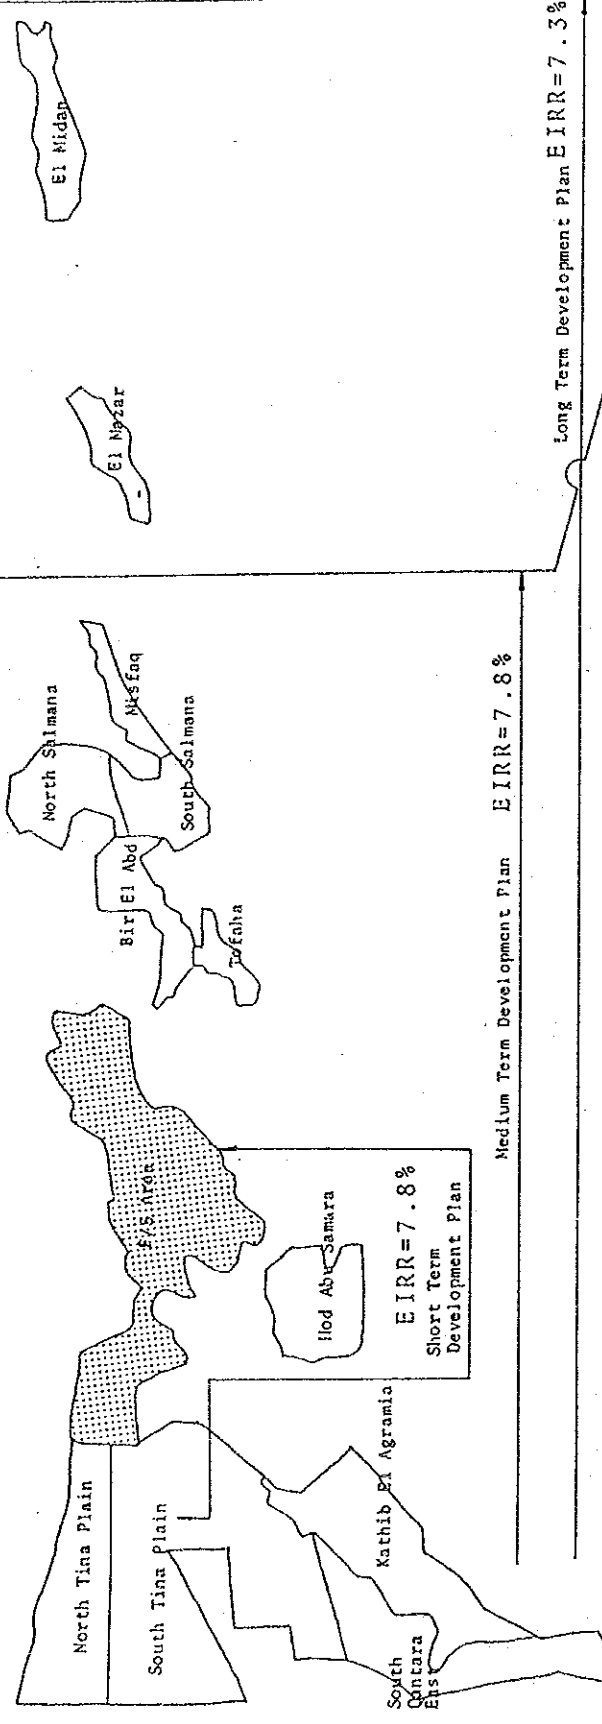 North Tina Plain
South Tina Plain
South
Qantara
East
Kathib El Agramia
F/S Area
Hod Abu Samara
EIRR=7.8%
Short Term
Development Plan
Bir El Abd
Tofaha
North Salmana
South Salmana
Misfaq
Medium Term Development Plan EIRR=7.8%
El Mazar
El Midan
Long Term Development Plan EIRR=7.3%